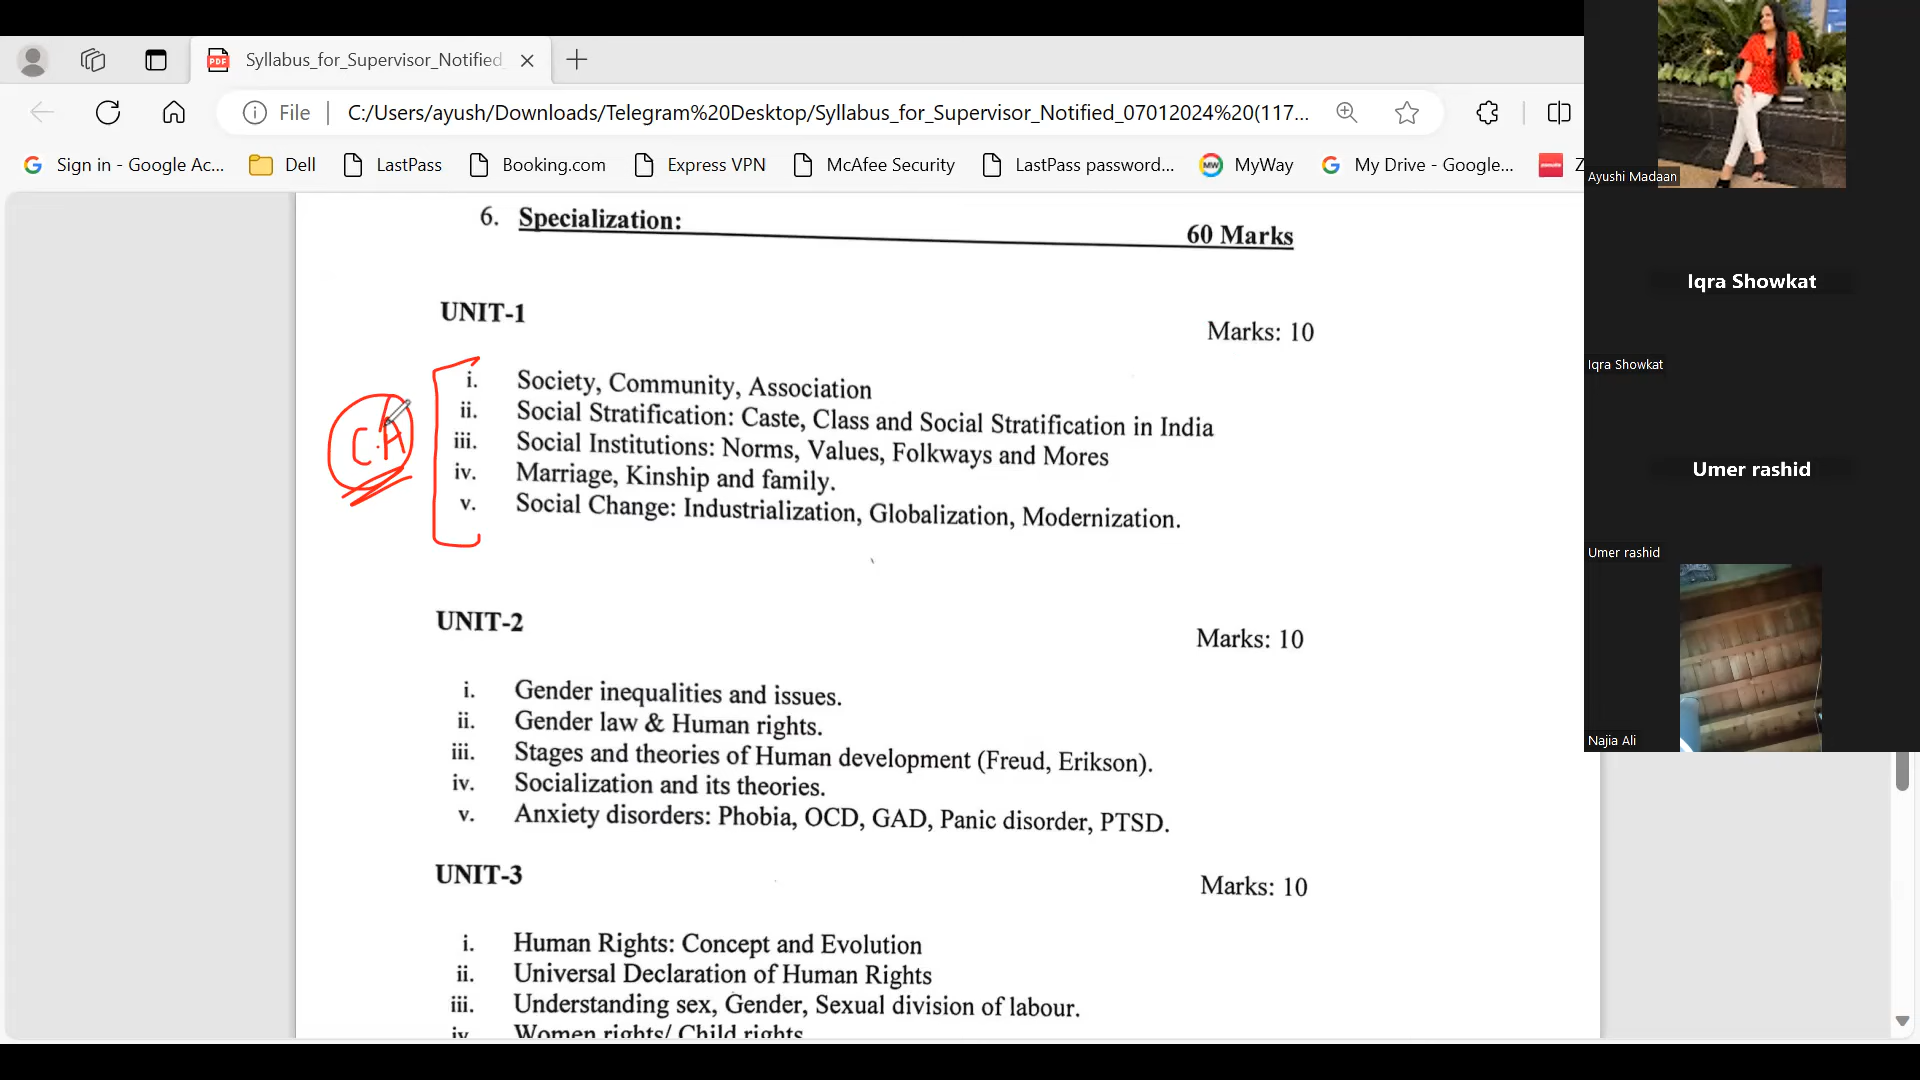 Syllabus_for_Supervisor_Notified_
File
C:/Users/ayush/Downloads/Telegram%20Desktop/Syllabus_for_Supervisor_Notified_07012024%20(117...
Sign in - Google Ac...
Dell
LastPass
Booking.com
Express VPN
McAfee Security
LastPass password...
MW
MyWay
My Drive - Google...
Z
6. Specialization:
60 Marks
UNIT-1
Marks: 10
C.A
i. Society, Community, Association
ii. Social Stratification: Caste, Class and Social Stratification in India
iii. Social Institutions: Norms, Values, Folkways and Mores
iv. Marriage, Kinship and family.
v. Social Change: Industrialization, Globalization, Modernization.
UNIT-2
Marks: 10
i. Gender inequalities and issues.
ii. Gender law & Human rights.
iii. Stages and theories of Human development (Freud, Erikson).
iv. Socialization and its theories.
v. Anxiety disorders: Phobia, OCD, GAD, Panic disorder, PTSD.
UNIT-3
Marks: 10
i. Human Rights: Concept and Evolution
ii. Universal Declaration of Human Rights
iii. Understanding sex, Gender, Sexual division of labour.
iv. Women rights/ Child rights
Ayushi Madaan
Iqra Showkat
Iqra Showkat
Umer rashid
Umer rashid
Najia Ali